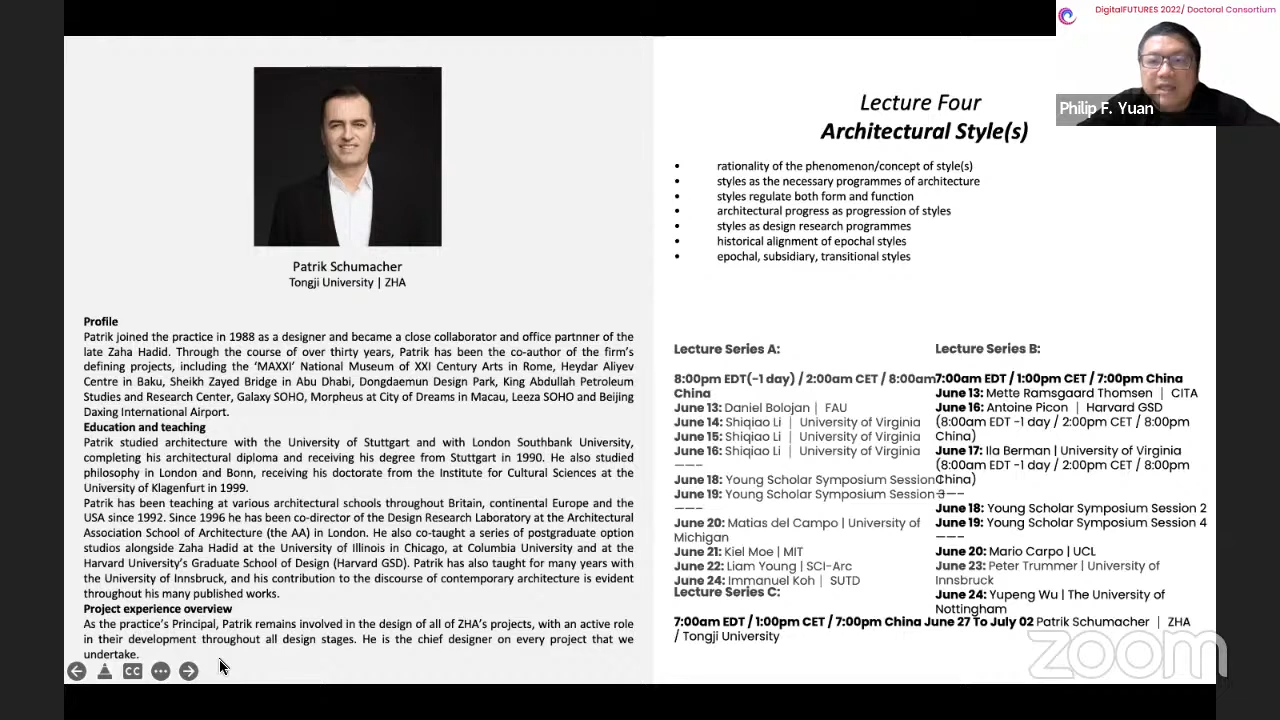 DigitalFUTURES 2022/ Doctoral Consortium
Philip F. Yuan
Patrik Schumacher
Tongji University | ZHA
Profile
Patrik joined the practice in 1988 as a designer and became a close collaborator and office partnner of the
late Zaha Hadid. Through the course of over thirty years, Patrik has been the co-author of the firm's
defining projects, including the 'MAXXI' National Museum of XXI Century Arts in Rome, Heydar Aliyev
Centre in Baku, Sheikh Zayed Bridge in Abu Dhabi, Dongdaemun Design Park, King Abdullah Petroleum
Studies and Research Center, Galaxy SOHO, Morpheus at City of Dreams in Macau, Leeza SOHO and Beijing
Daxing International Airport.
Education and teaching
Patrik studied architecture with the University of Stuttgart and with London Southbank University,
completing his architectural diploma and receiving his degree from Stuttgart in 1990. He also studied
philosophy in London and Bonn, receiving his doctorate from the Institute for Cultural Sciences at the
University of Klagenfurt in 1999.
Patrik has been teaching at various architectural schools throughout Britain, continental Europe and the
USA since 1992. Since 1996 he has been co-director of the Design Research Laboratory at the Architectural
Association School of Architecture (the AA) in London. He also co-taught a series of postgraduate option
studios alongside Zaha Hadid at the University of Illinois in Chicago, at Columbia University and at the
Harvard University's Graduate School of Design (Harvard GSD). Patrik has also taught for many years with
the University of Innsbruck, and his contribution to the discourse of contemporary architecture is evident
throughout his many published works.
Project experience overview
As the practice's Principal, Patrik remains involved in the design of all of ZHA's projects, with an active role
in their development throughout all design stages. He is the chief designer on every project that we
undertake.
CC
Lecture Four
Architectural Style(s)
• rationality of the phenomenon/concept of style(s)
• styles as the necessary programmes of architecture
• styles regulate both form and function
• architectural progress as progression of styles
• styles as design research programmes
• historical alignment of epochal styles
• epochal, subsidiary, transitional styles
Lecture Series A:
8:00pm EDT(-1 day) / 2:00am CET / 8:00am
China
June 13: Daniel Bolojan | FAU
June 14: Shiqiao Li | University of Virginia
June 15: Shiqiao Li | University of Virginia
June 16: Shiqiao Li | University of Virginia
———
June 18: Young Scholar Symposium Session
June 19: Young Scholar Symposium Session 3
———
June 20: Matias del Campo | University of
Michigan
June 21: Kiel Moe | MIT
June 22: Liam Young | SCI-Arc
June 24: Immanuel Koh | SUTD
Lecture Series B:
7:00am EDT / 1:00pm CET / 7:00pm China
June 13: Mette Ramsgaard Thomsen | CITA
June 16: Antoine Picon | Harvard GSD
(8:00am EDT -1 day / 2:00pm CET / 8:00pm
China)
June 17: Ila Berman | University of Virginia
(8:00am EDT -1 day / 2:00pm CET / 8:00pm
China)
———
June 18: Young Scholar Symposium Session 2
June 19: Young Scholar Symposium Session 4
———
June 20: Mario Carpo | UCL
June 23: Peter Trummer | University of
Innsbruck
June 24: Yupeng Wu | The University of
Nottingham
Lecture Series C:
7:00am EDT / 1:00pm CET / 7:00pm China June 27 To July 02 Patrik Schumacher | ZHA
/ Tongji University
zoom